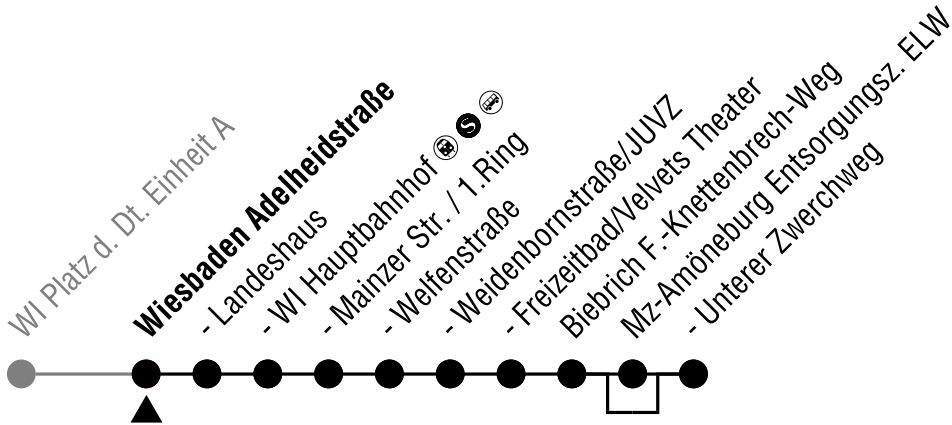 WI Platz d. Dt. Einheit A
Wiesbaden Adelheidstraße
- Landeshaus
- WI Hauptbahnhof S
- Mainzer Str. / 1.Ring
- Welfenstraße
- Weidenbornstraße/JUVZ
- Freizeitbad/Velvets Theater
Biebrich F.-Knettenbrech-Weg
Mz-Amöneburg Entsorgungsz. ELW
- Unterer Zwerchweg